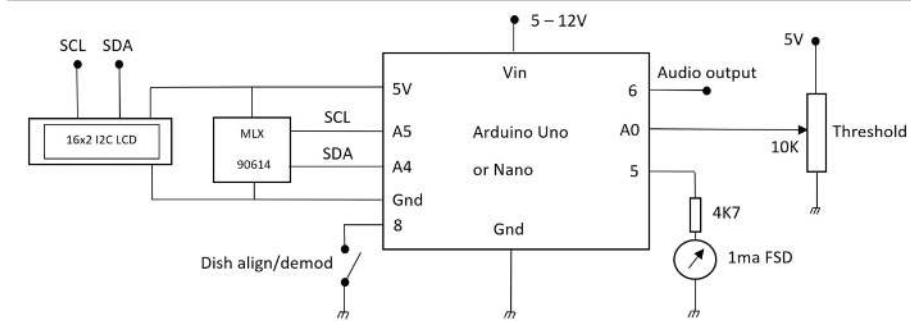 5 – 12V
SCL SDA
5V
Vin
Audio output
5V
6
16x2 I2C LCD
MLX
90614
SCL
A5
Arduino Uno
or Nano
A0
10K
Threshold
SDA
A4
5
Gnd
8
4K7
Gnd
Dish align/demod
1ma FSD